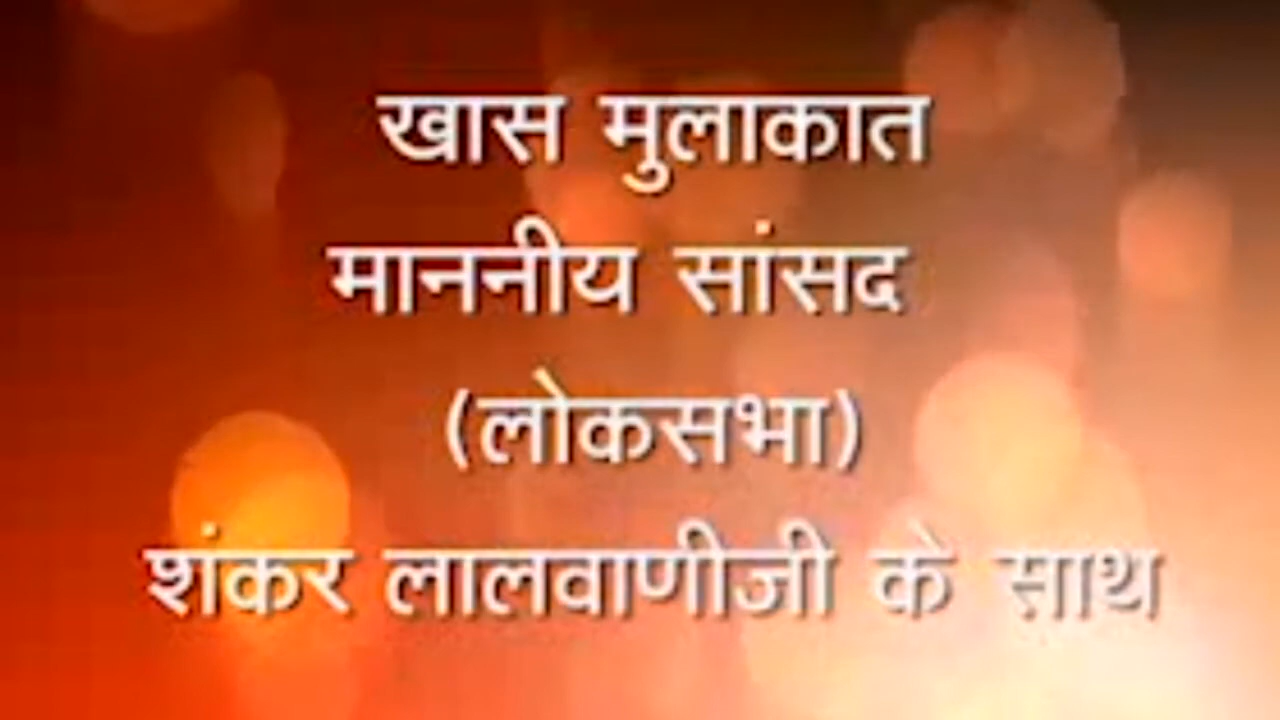 खास मुलाकात
माननीय सांसद
(लोकसभा)
शंकर लालवाणीजी के साथ